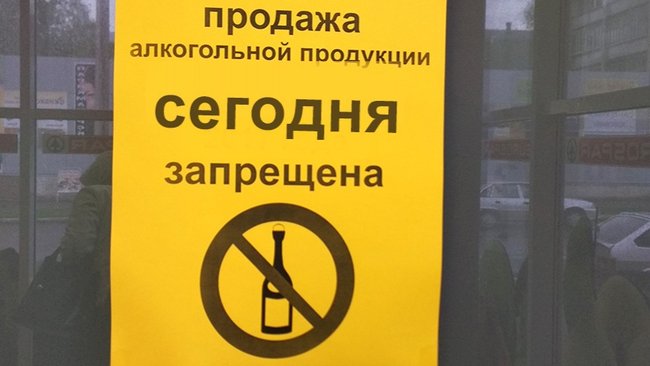 продажа
алкогольной продукции
сегодня
запрещена